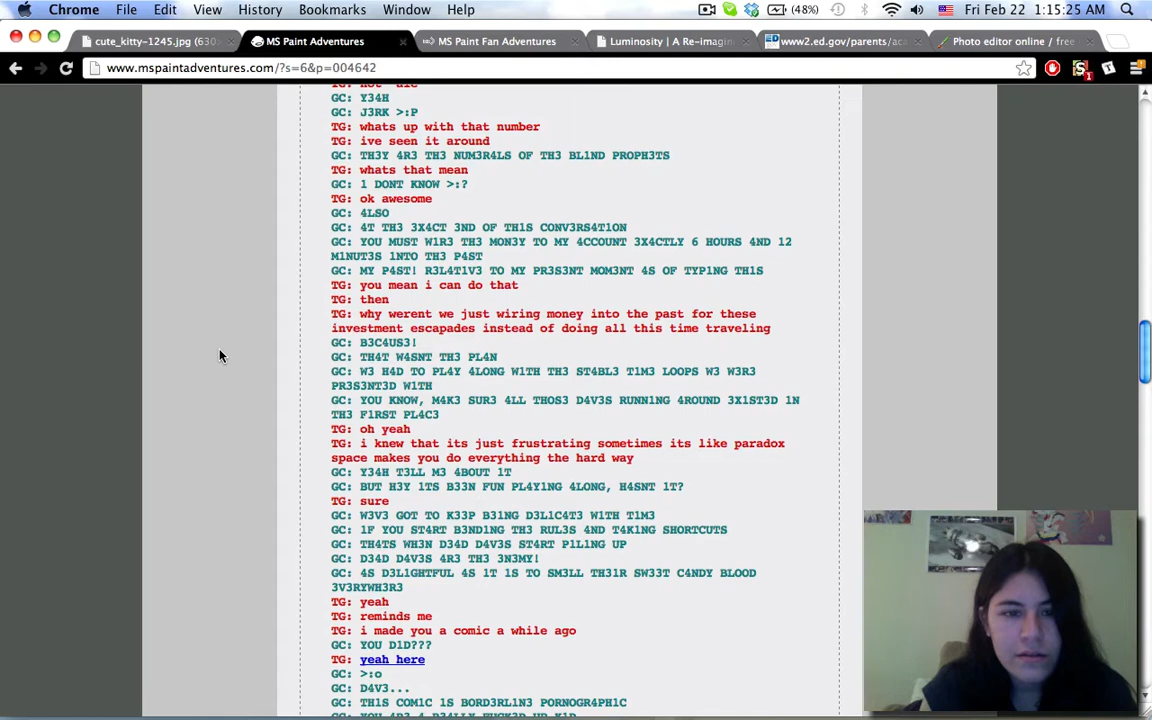 Chrome File Edit View History Bookmarks Window Help (48%) Fri Feb 22 1:15:25 AM
cute_kitty-1245.jpg (630 MS Paint Adventures MS Paint Fan Adventures Luminosity | A Re-imagin www2.ed.gov/parents/aca Photo editor online / free
www.mspaintadventures.com/?s=6&p=004642
GC: Y34H
GC: J3RK >:P
TG: whats up with that number
TG: ive seen it around
GC: TH3Y 4R3 TH3 NUM3R4LS OF TH3 BL1ND PROPH3TS
TG: whats that mean
GC: 1 DONT KNOW >:?
TG: ok awesome
GC: 4LSO
GC: 4T TH3 3X4CT 3ND OF TH1S CONV3RS4T1ON
GC: YOU MUST W1R3 TH3 MON3Y TO MY 4CCOUNT 3X4CTLY 6 HOURS 4ND 12
M1NUT3S 1NTO TH3 P4ST
GC: MY P4ST! R3L4T1V3 TO MY PR3S3NT MOM3NT 4S OF TYP1NG TH1S
TG: you mean i can do that
TG: then
TG: why werent we just wiring money into the past for these
investment escapades instead of doing all this time traveling
GC: B3C4US3!
GC: TH4T W4SNT TH3 PL4N
GC: W3 H4D TO PL4Y 4LONG W1TH TH3 ST4BL3 T1M3 LOOPS W3 W3R3
PR3S3NT3D W1TH
GC: YOU KNOW, M4K3 SUR3 4LL THOS3 D4V3S RUNN1NG 4ROUND 3X1ST3D 1N
TH3 F1RST PL4C3
TG: oh yeah
TG: i knew that its just frustrating sometimes its like paradox
space makes you do everything the hard way
GC: Y34H T3LL M3 4BOUT 1T
GC: BUT H3Y 1TS B33N FUN PL4Y1NG 4LONG, H4SNT 1T?
TG: sure
GC: W3V3 GOT TO K33P B31NG D3L1C4T3 W1TH T1M3
GC: 1F YOU ST4RT B3ND1NG TH3 RUL3S 4ND T4K1NG SHORTCUTS
GC: TH4TS WH3N D34D D4V3S ST4RT P1L1NG UP
GC: D34D D4V3S 4R3 TH3 3N3MY!
GC: 4S D3L1GHTFUL 4S 1T 1S TO SM3LL TH31R SW33T C4NDY BLOOD
3V3RYWH3R3
TG: yeah
TG: reminds me
TG: i made you a comic a while ago
GC: YOU D1D???
TG: yeah here
GC: >:o
GC: D4V3...
GC: TH1S COM1C 1S BORD3RL1N3 PORNOGR4PH1C